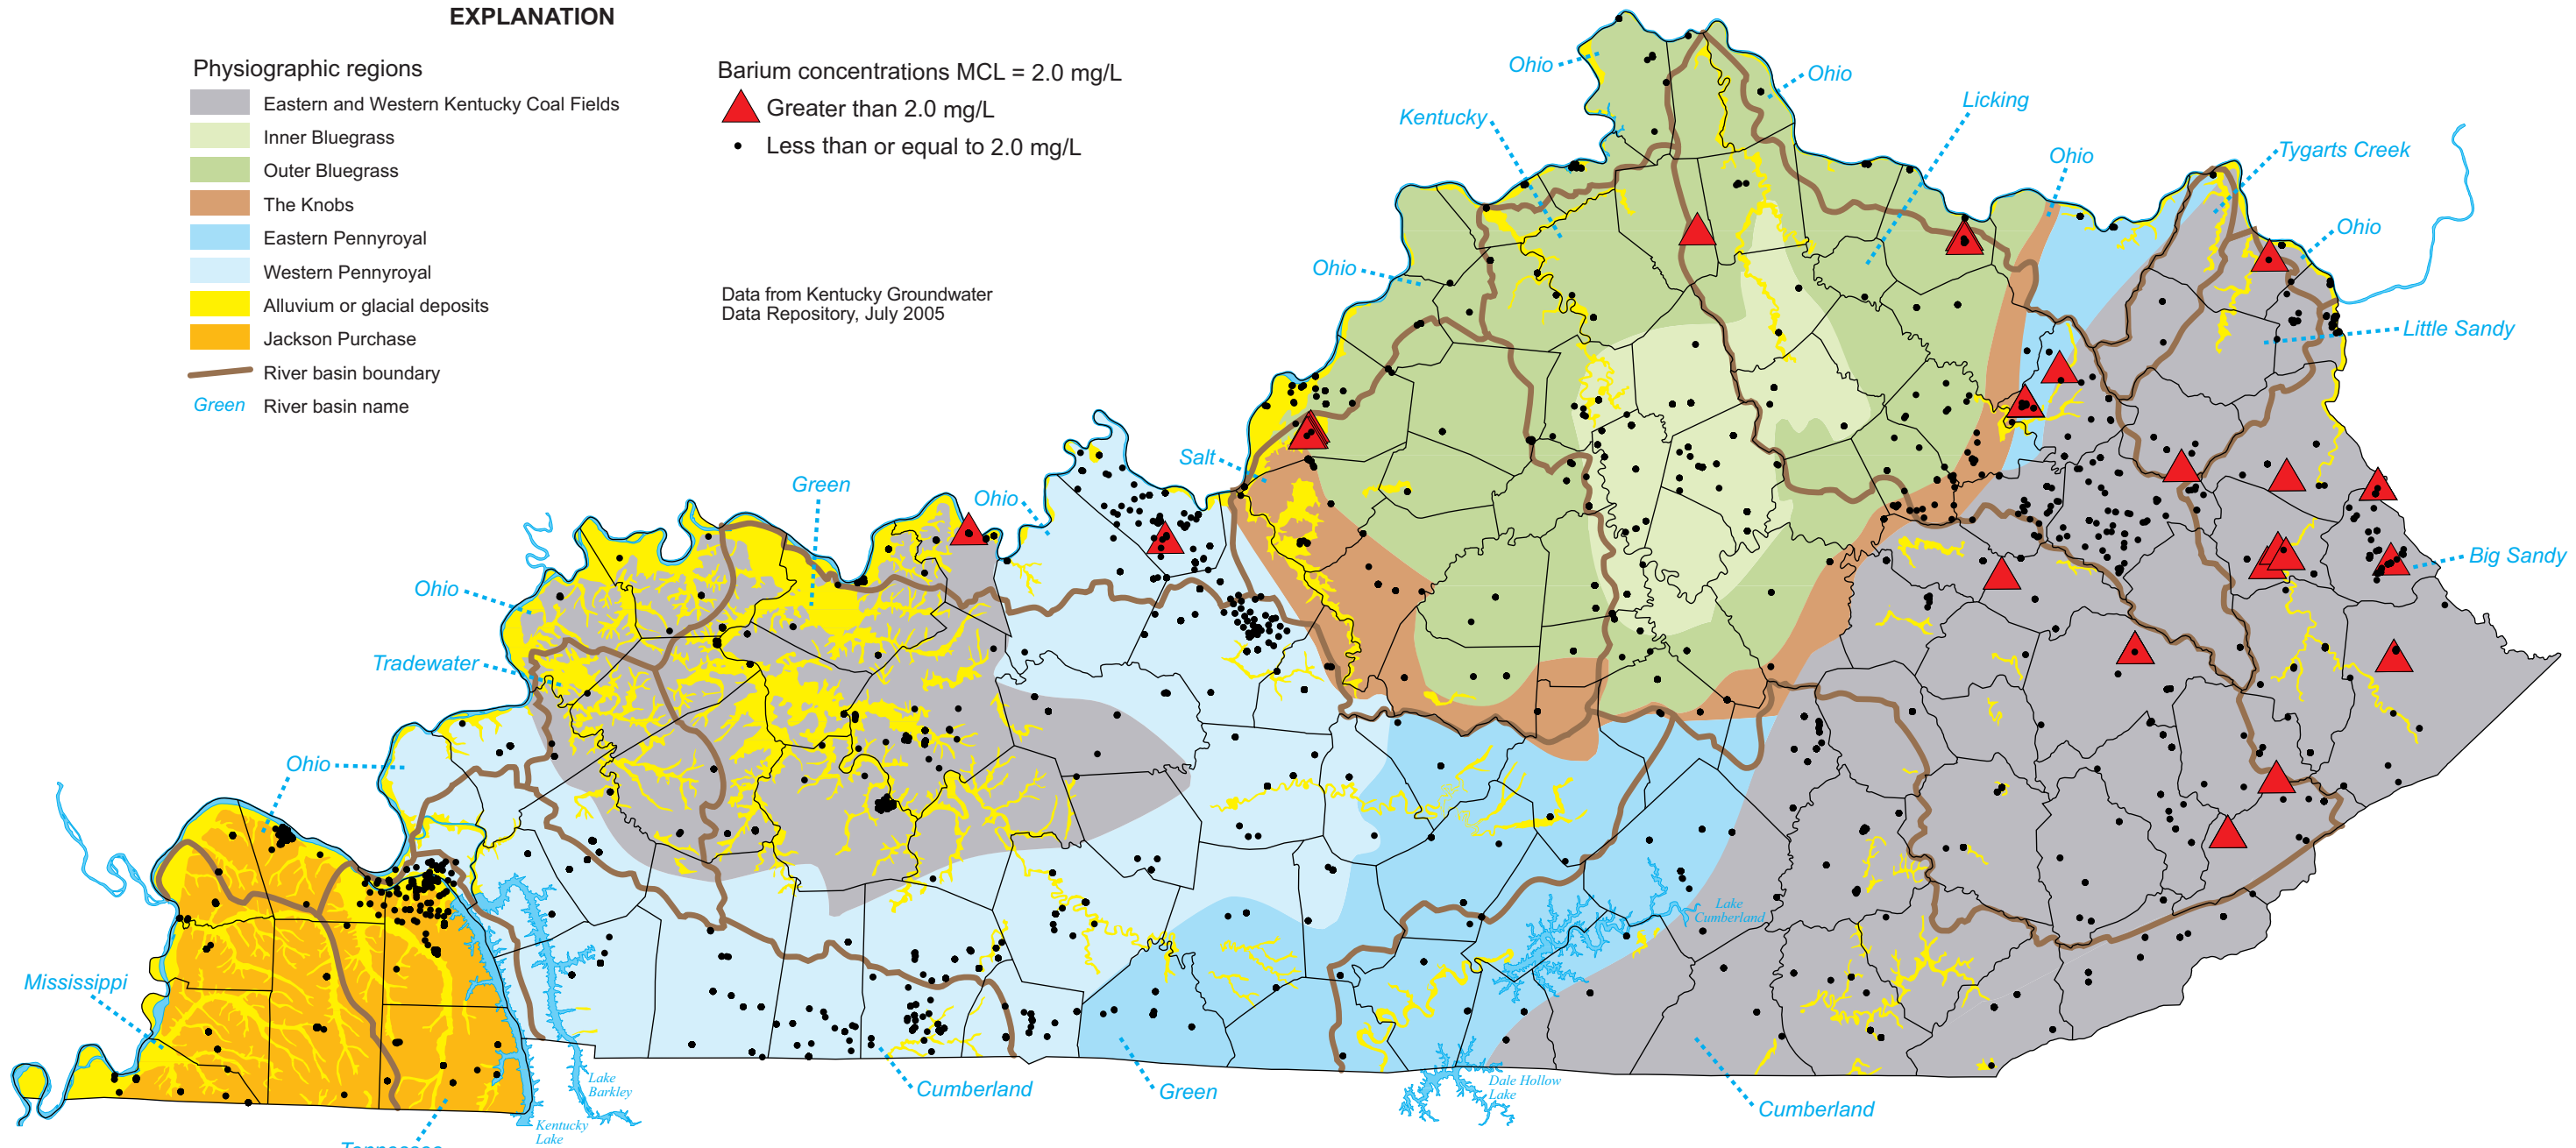 EXPLANATION
Physiographic regions
Eastern and Western Kentucky Coal Fields
Inner Bluegrass
Outer Bluegrass
The Knobs
Eastern Pennyroyal
Western Pennyroyal
Alluvium or glacial deposits
Jackson Purchase
River basin boundary
Green River basin name
Barium concentrations MCL = 2.0 mg/L
Greater than 2.0 mg/L
Less than or equal to 2.0 mg/L
Data from Kentucky Groundwater
Data Repository, July 2005
Ohio
Ohio
Kentucky
Licking
Ohio
Tygarts Creek
Ohio
Ohio
Little Sandy
Salt
Green
Ohio
Big Sandy
Ohio
Tradewater
Ohio
Lake
Cumberland
Mississippi
Lake
Barkley
Cumberland
Green
Dale Hollow
Lake
Cumberland
Kentucky
Lake
Tennessee